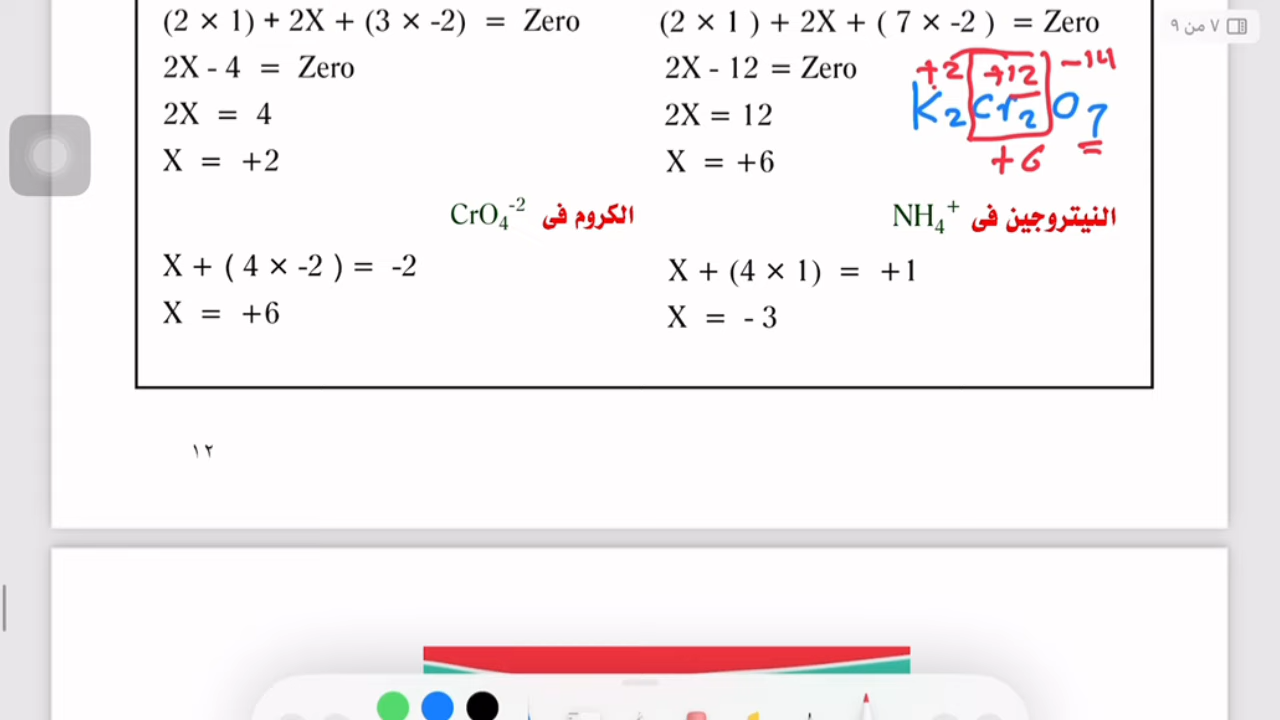 ٧ من ٩
(2 × 1) + 2X + (3 × -2) = Zero
2X - 4 = Zero
2X = 4
X = +2
(2 × 1 ) + 2X + ( 7 × -2 ) = Zero
2X - 12 = Zero
2X = 12
X = +6
+2 +12 -14
K₂Cr₂O₇
+6
النيتروجين فى NH₄⁺
X + (4 × 1) = +1
X = - 3
الكروم فى CrO₄⁻²
X + ( 4 × -2 ) = -2
X = +6
١٢